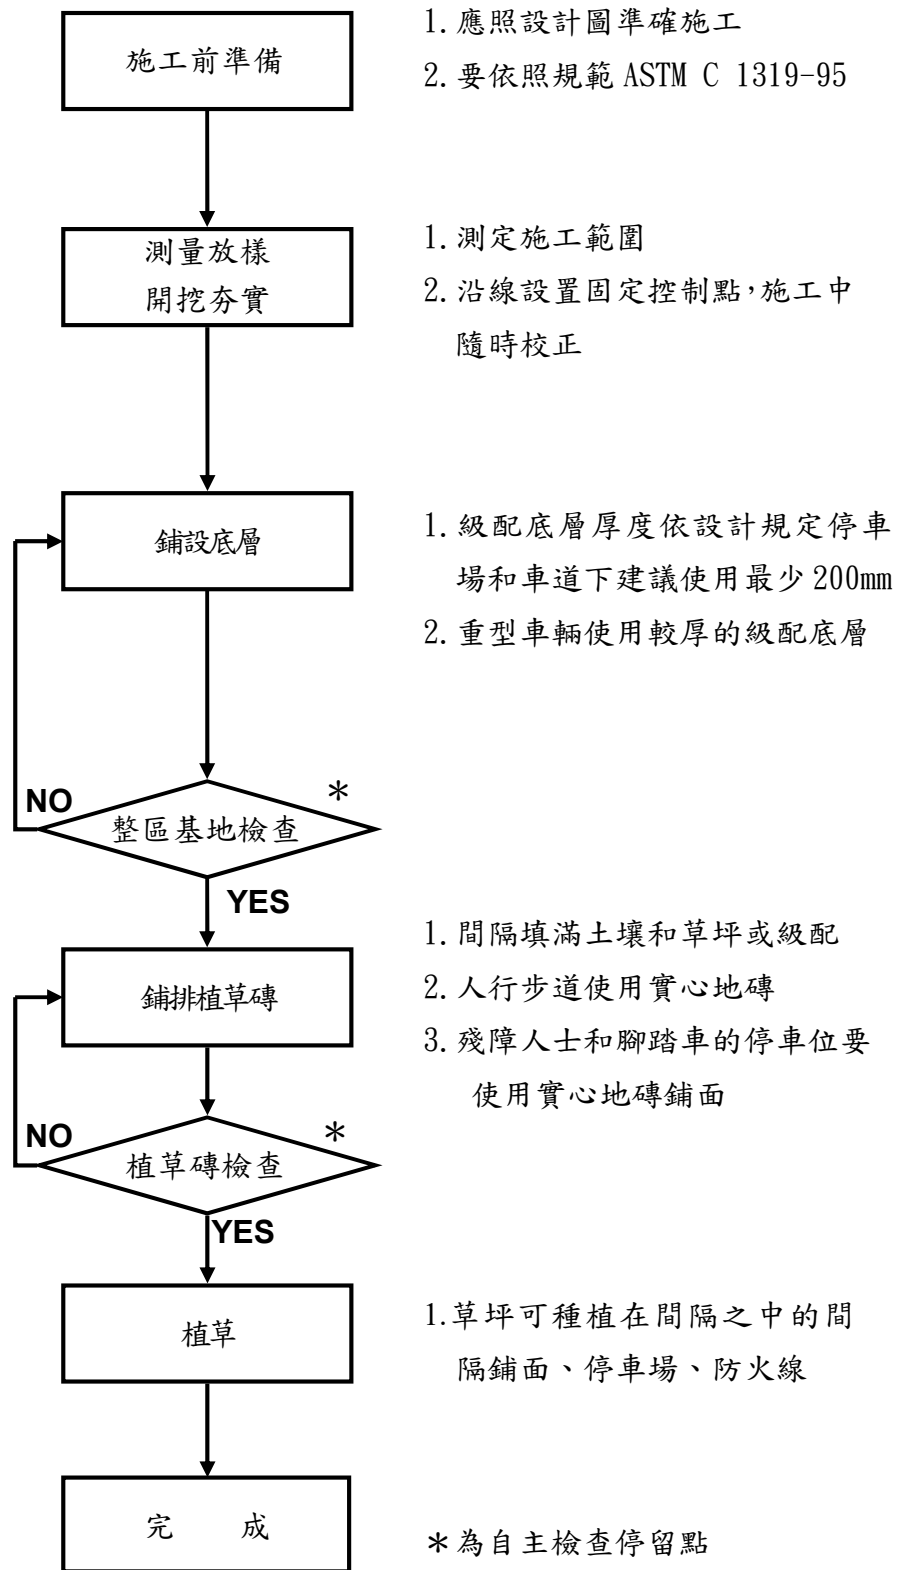 施工前準備
1.應照設計圖準確施工
2.要依照規範 ASTM C 1319-95
測量放樣
開挖夯實
1.測定施工範圍
2.沿線設置固定控制點,施工中
隨時校正
鋪設底層
1.級配底層厚度依設計規定停車
場和車道下建議使用最少200mm
2.重型車輛使用較厚的級配底層
NO
整區基地檢查
*
YES
鋪排植草磚
1.間隔填滿土壤和草坪或級配
2.人行步道使用實心地磚
3.殘障人士和腳踏車的停車位要
使用實心地磚鋪面
NO
植草磚檢查
*
YES
植草
1.草坪可種植在間隔之中的間
隔鋪面、停車場、防火線
完 成
*為自主檢查停留點